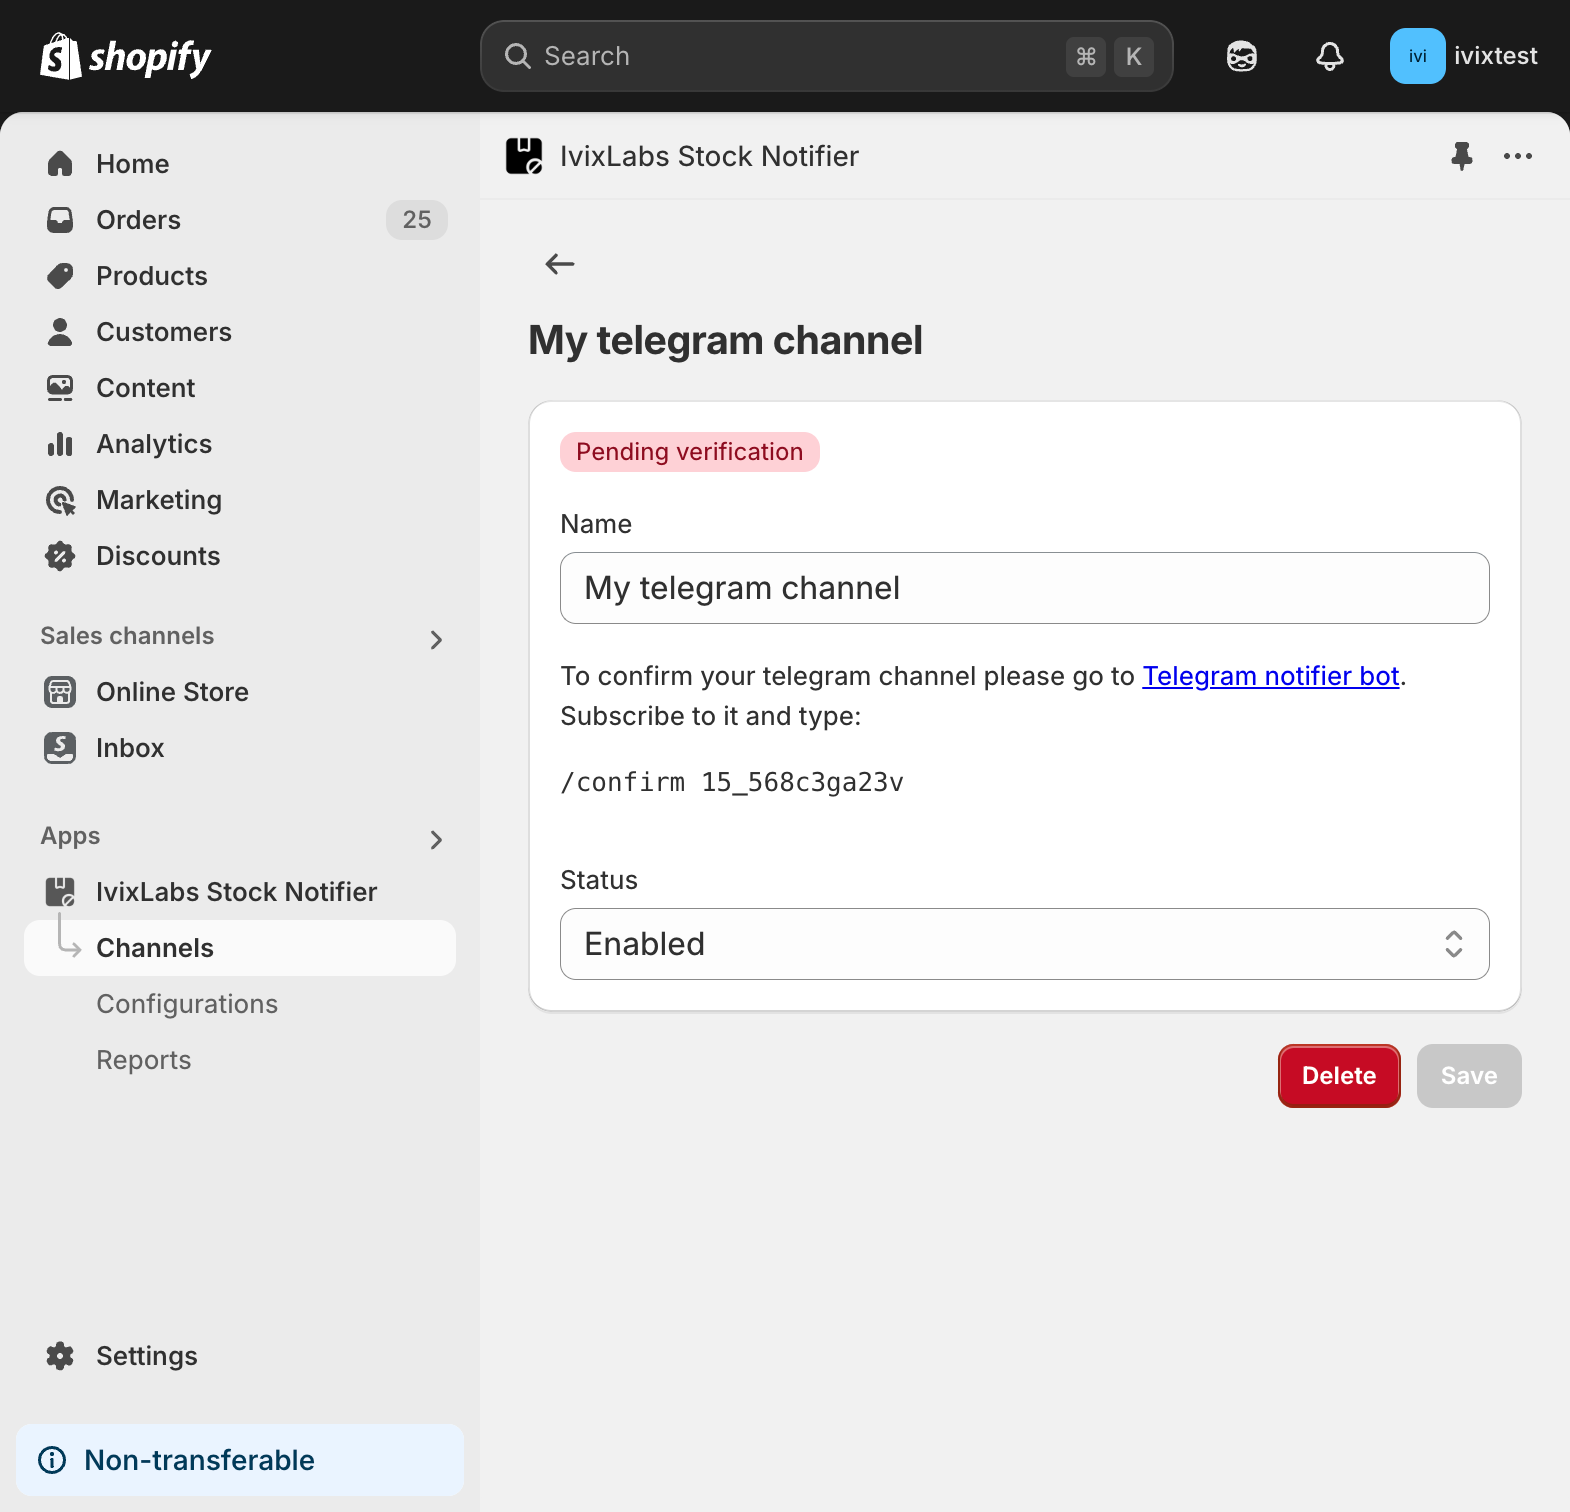 shopify
Search
⌘ K
ivi
ivixtest
Home
Orders
25
Products
Customers
Content
Analytics
Marketing
Discounts
Sales channels
Online Store
Inbox
Apps
IvixLabs Stock Notifier
Channels
Configurations
Reports
Settings
Non-transferable
IvixLabs Stock Notifier
My telegram channel
Pending verification
Name
My telegram channel
To confirm your telegram channel please go to Telegram notifier bot.
Subscribe to it and type:
/confirm 15_568c3ga23v
Status
Enabled
Delete
Save